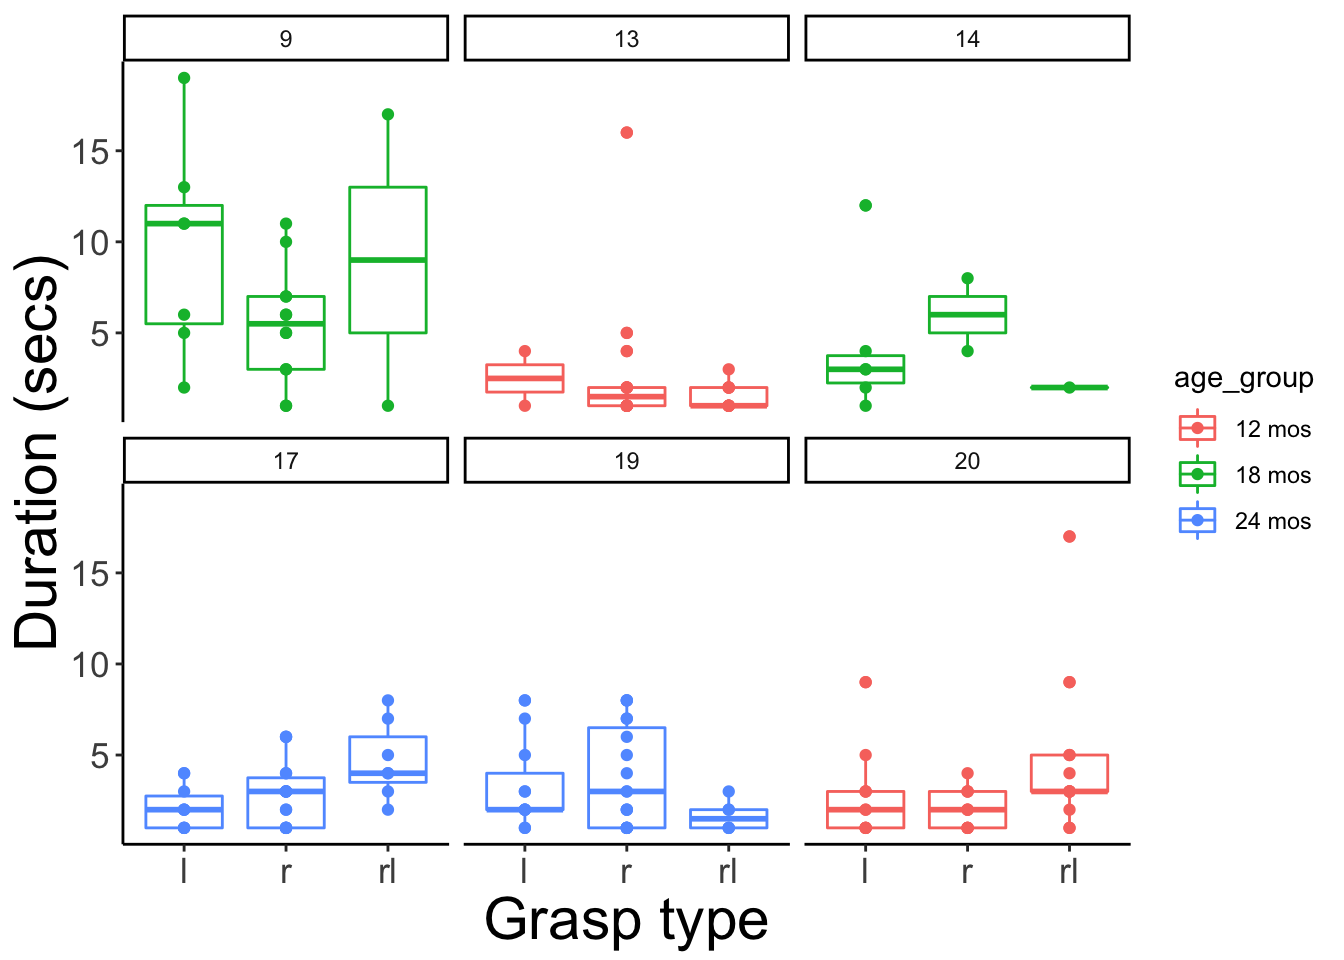 9 13 14
15
10
5
17 19 20
15
10
5
l r rl l r rl l r rl
Grasp type
Duration (secs)
age_group
12 mos
18 mos
24 mos